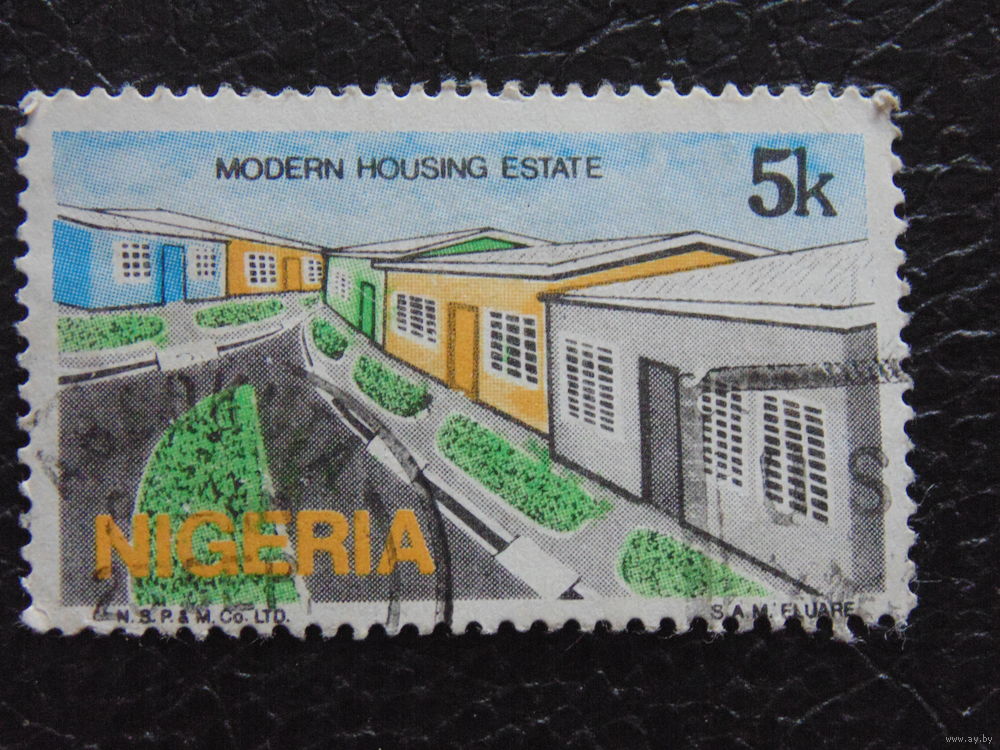 MODERN HOUSING ESTATE
5k
NIGERIA
N. S. P. & M. Co. LTD.
S. A. M. ELUARE
www.ay.by